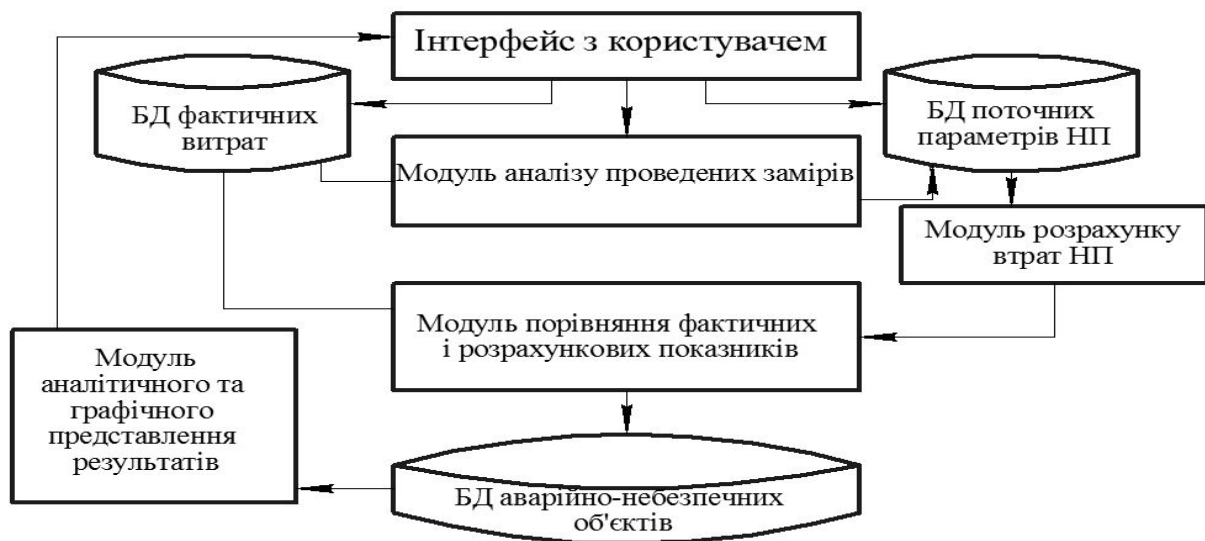 Інтерфейс з користувачем
БД фактичних
витрат
БД поточних
параметрів НП
Модуль аналізу проведених замірів
Модуль розрахунку
втрат НП
Модуль порівняння фактичних
і розрахункових показників
Модуль
аналітичного та
графічного
представлення
результатів
БД аварійно-небезпечних
об'єктів